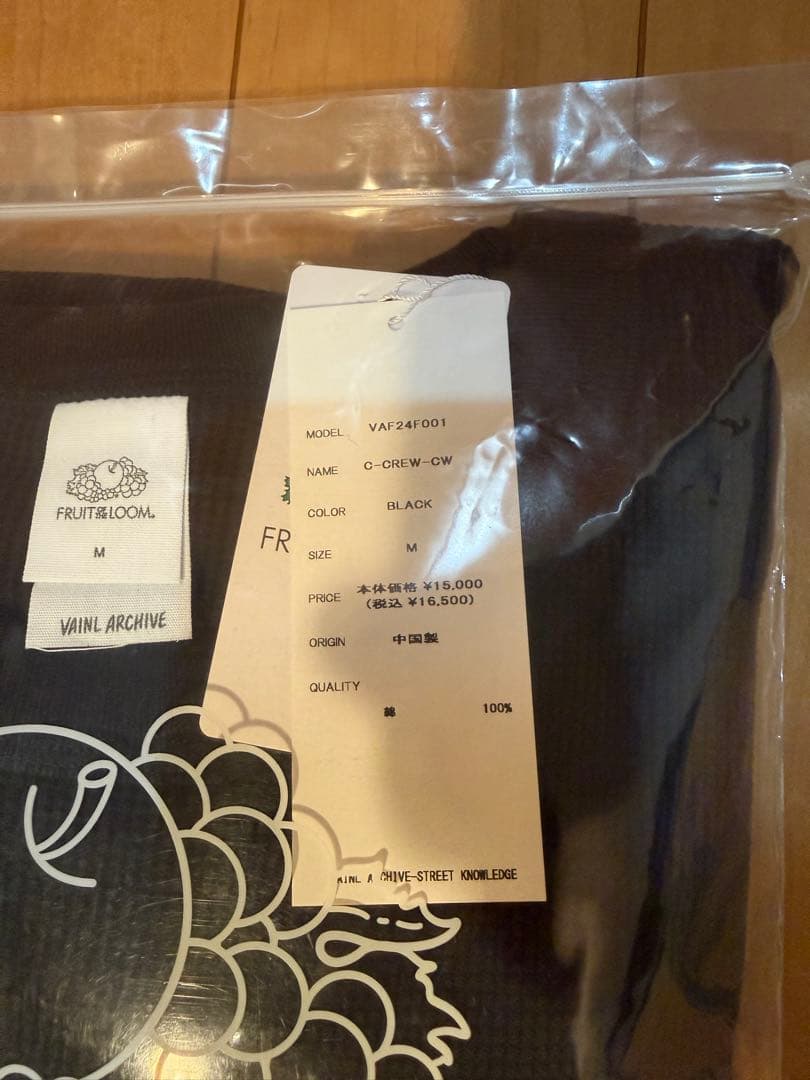 FRUIT OF THE LOOM.
M
VAINL ARCHIVE
FR
MODEL VAF24F001
NAME C-CREW-CW
COLOR BLACK
SIZE M
PRICE 本体価格 ¥15,000
(税込 ¥16,500)
ORIGIN 中国製
QUALITY
綿 100%
AINL A CHIVE-STREET KNOWLEDGE